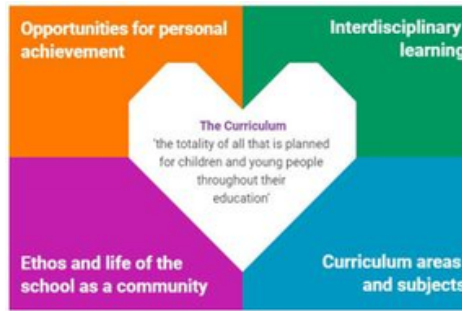 Opportunities for personal
achievement
Interdisciplinary
learning
The Curriculum
'the totality of all that is planned
for children and young people
throughout their
education'
Ethos and life of the
school as a community
Curriculum areas
and subjects